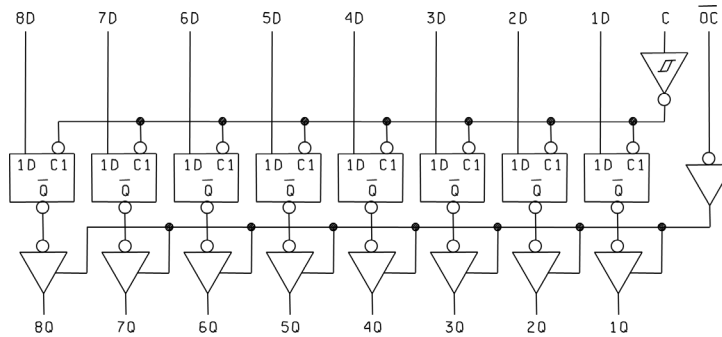 8D 7D 6D 5D 4D 3D 2D 1D C O̅C̅
1D C1 1D C1 1D C1 1D C1 1D C1 1D C1 1D C1 1D C1
Q̅ Q̅ Q̅ Q̅ Q̅ Q̅ Q̅ Q̅
8Q 7Q 6Q 5Q 4Q 3Q 2Q 1Q